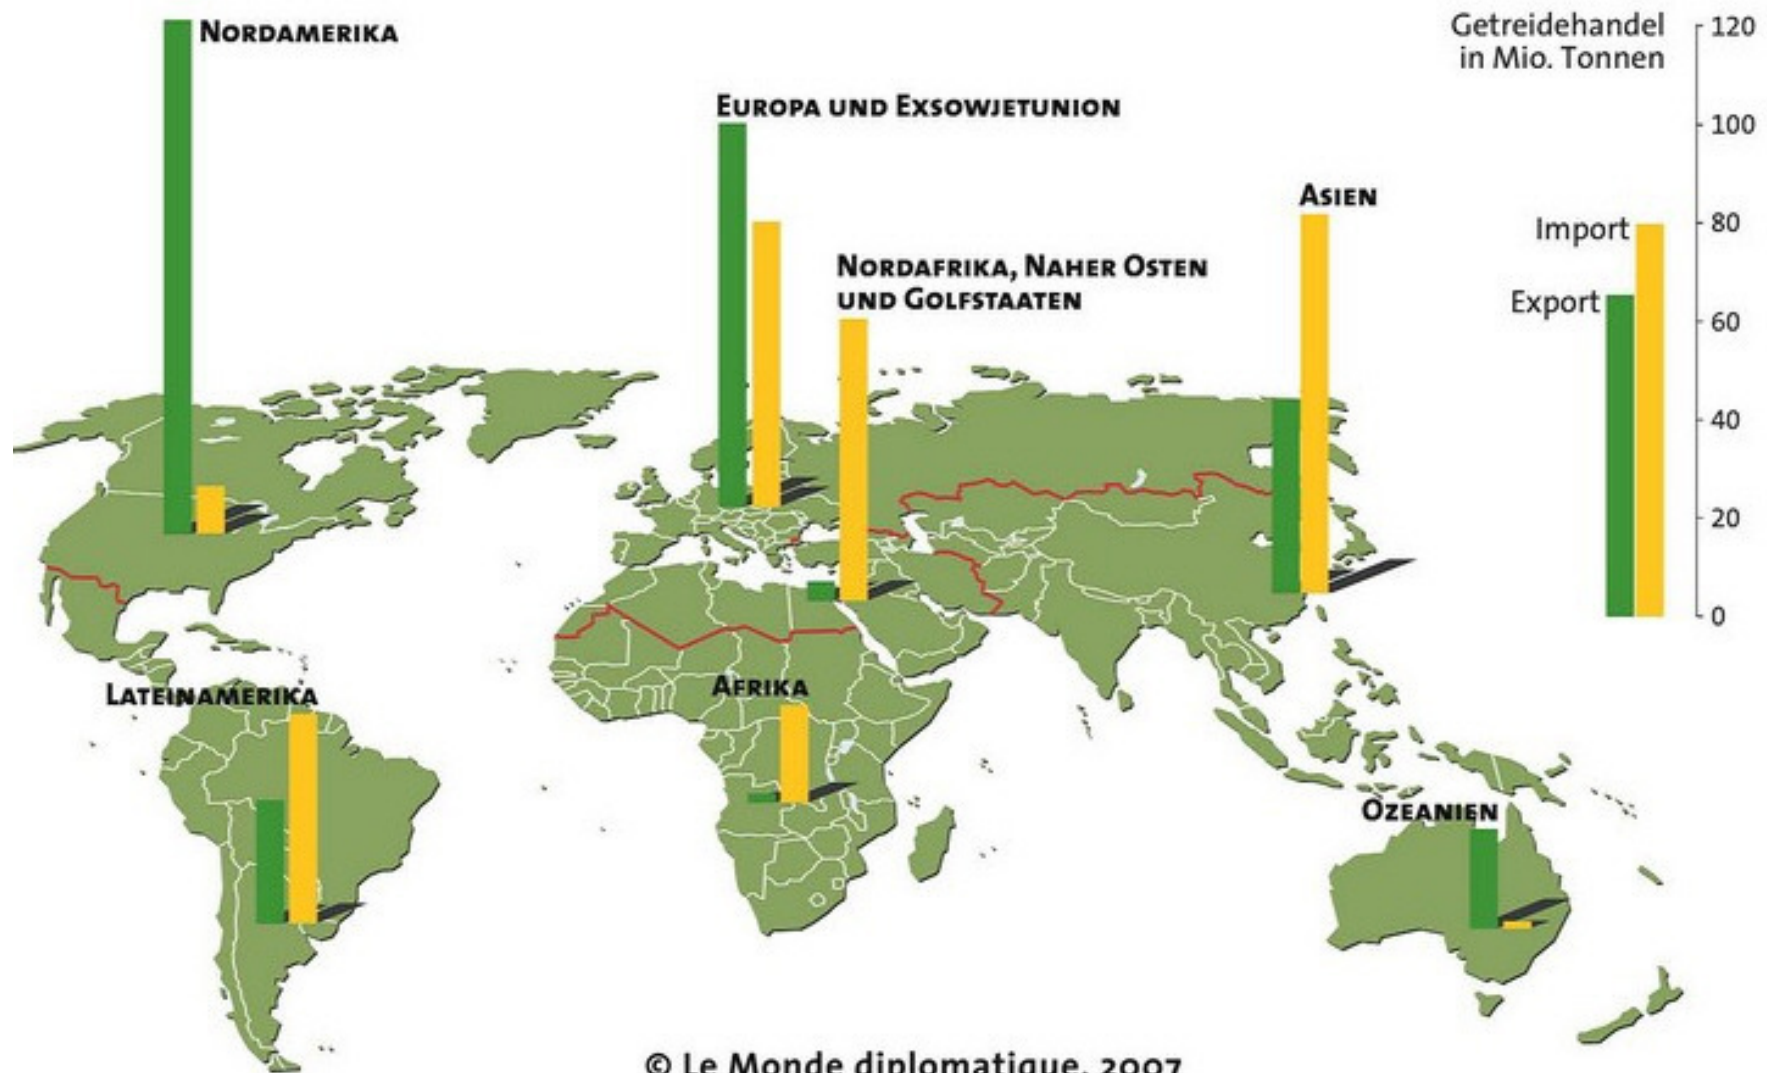 NORDAMERIKA
Getreidehandel
in Mio. Tonnen
120
100
80
60
40
20
0
EUROPA UND EXSOWJETUNION
ASIEN
Import
Export
NORDAFRIKA, NAHER OSTEN
UND GOLFSTAATEN
LATEINAMERIKA
AFRIKA
OZEANIEN
© Le Monde diplomatique, 2007